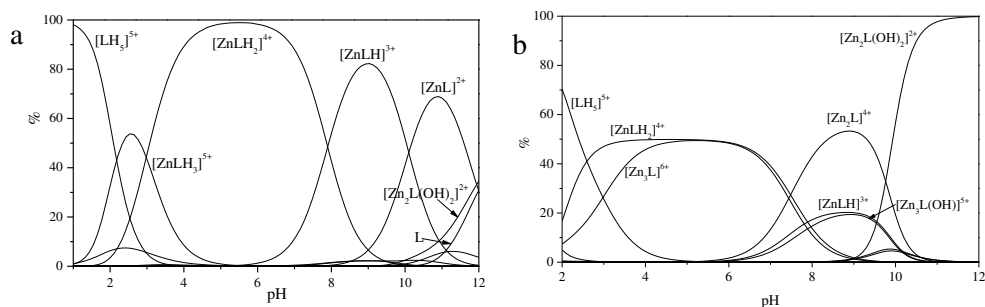 a
100
80
60
40
20
0
%
2
4
6
8
10
12
pH
[LH₅]⁵⁺
[ZnLH₃]⁵⁺
[ZnLH₂]⁴⁺
[ZnLH]³⁺
[ZnL]²⁺
[Zn₂L(OH)₂]²⁺
L
b
100
80
60
40
20
0
%
2
4
6
8
10
12
pH
[LH₅]⁵⁺
[ZnLH₂]⁴⁺
[Zn₃L]⁶⁺
[Zn₂L]⁴⁺
[ZnLH]³⁺
[Zn₃L(OH)]⁵⁺
[Zn₂L(OH)₂]²⁺